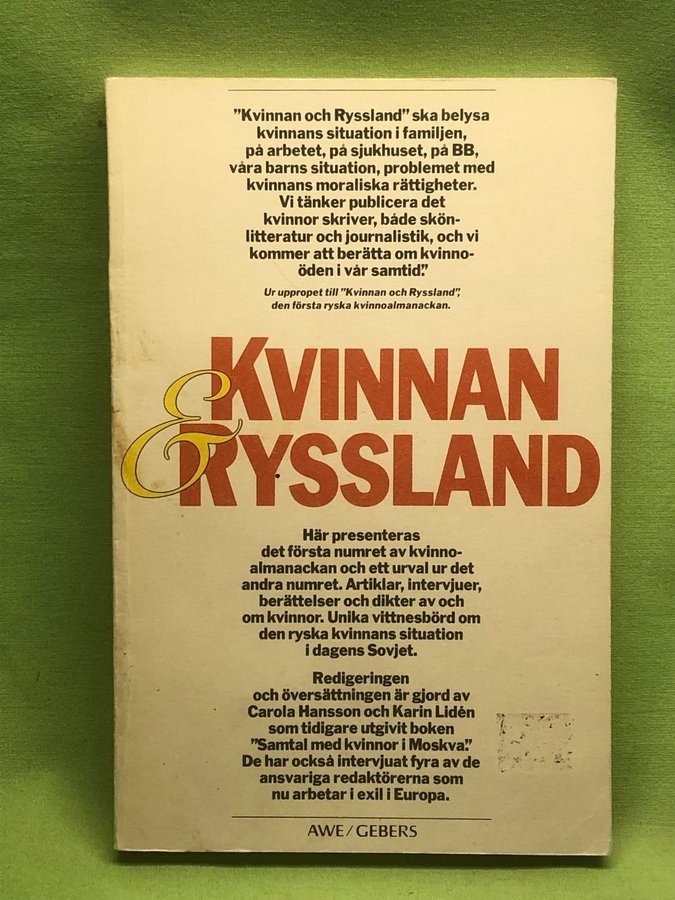 ”Kvinnan och Ryssland” ska belysa
kvinnans situation i familjen,
på arbetet, på sjukhuset, på BB,
våra barns situation, problemet med
kvinnans moraliska rättigheter.
Vi tänker publicera det
kvinnor skriver, både skön-
litteratur och journalistik, och vi
kommer att berätta om kvinno-
öden i vår samtid.”
Ur uppropet till ”Kvinnan och Ryssland”,
den första ryska kvinnoalmanackan.
KVINNAN
& RYSSLAND
Här presenteras
det första numret av kvinno-
almanackan och ett urval ur det
andra numret. Artiklar, intervjuer,
berättelser och dikter av och
om kvinnor. Unika vittnesbörd om
den ryska kvinnans situation
i dagens Sovjet.
Redigeringen
och översättningen är gjord av
Carola Hansson och Karin Lidén
som tidigare utgivit boken
”Samtal med kvinnor i Moskva.”
De har också intervjuat fyra av de
ansvariga redaktörerna som
nu arbetar i exil i Europa.
AWE/GEBERS